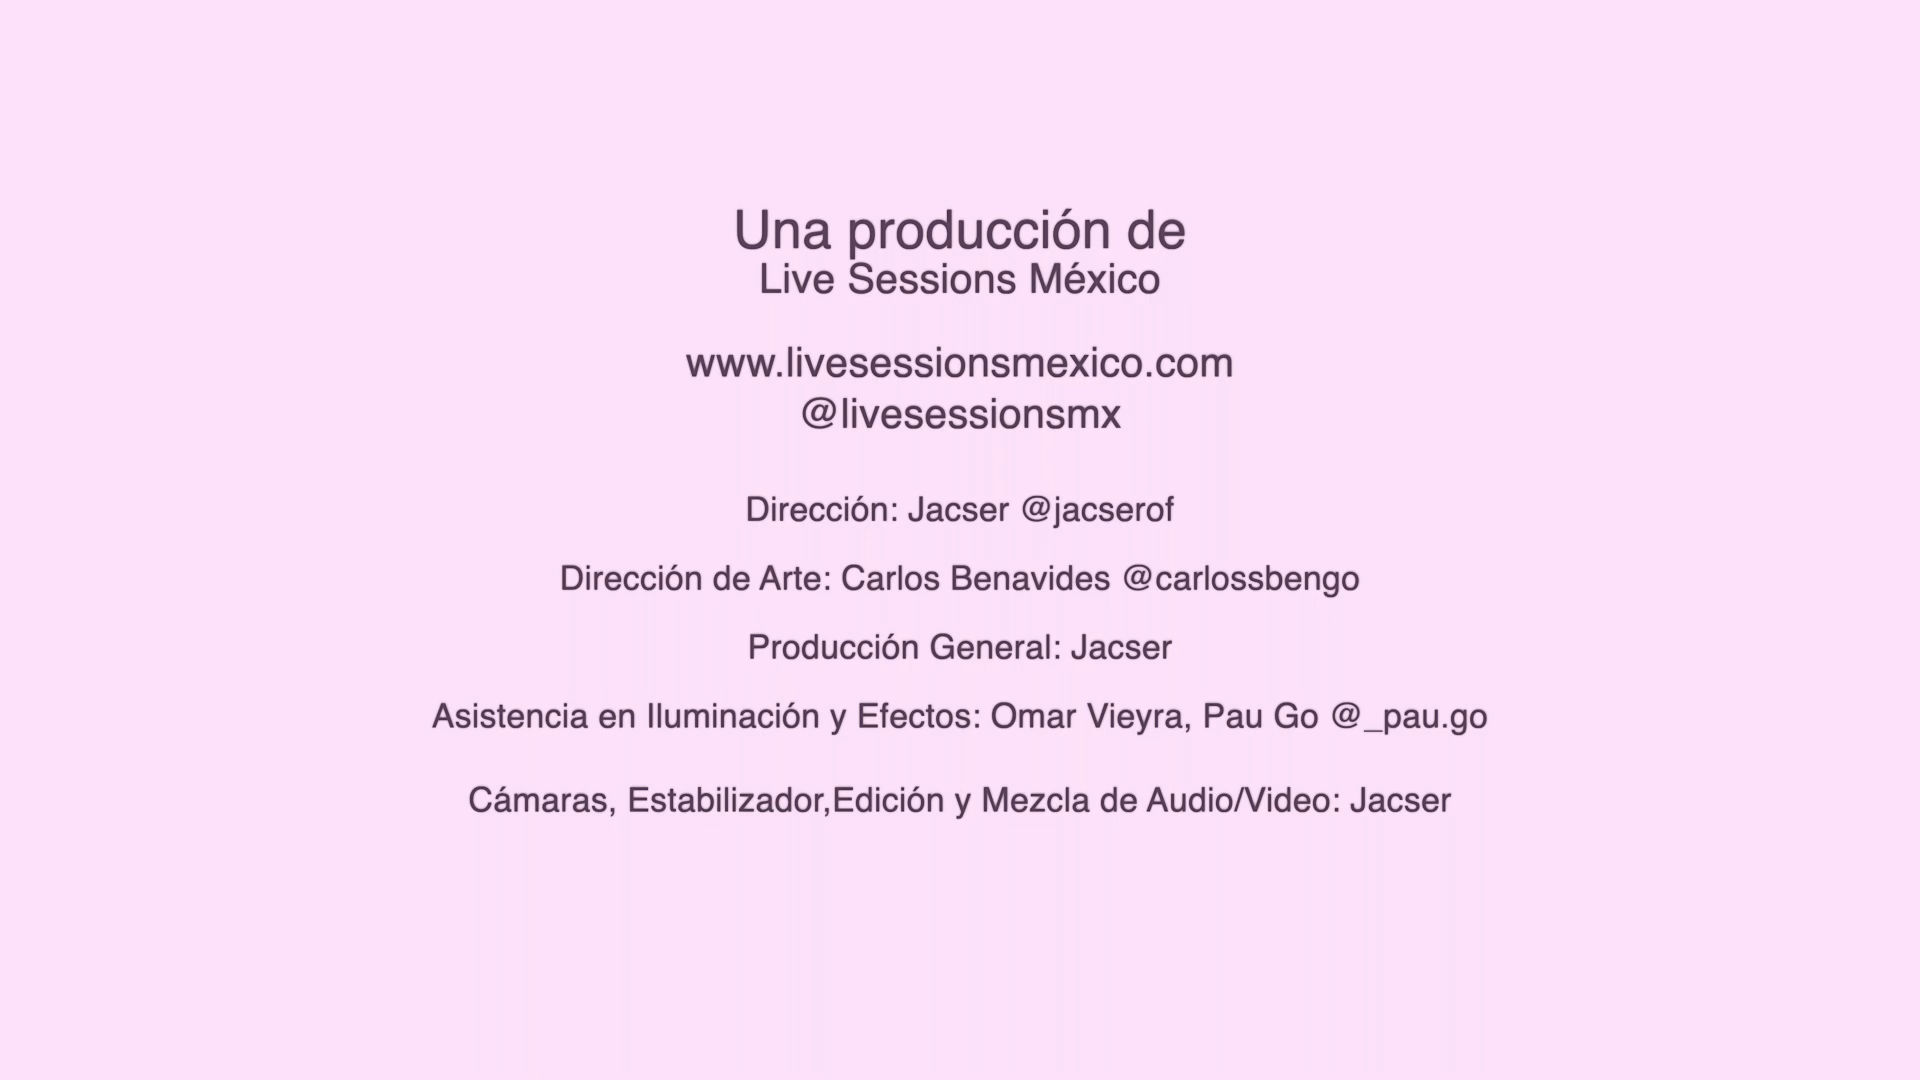 Una producción de
Live Sessions México
www.livesessionsmexico.com
@livesessionsmx
Dirección: Jacser @jacserof
Dirección de Arte: Carlos Benavides @carlossbengo
Producción General: Jacser
Asistencia en Iluminación y Efectos: Omar Vieyra, Pau Go @_pau.go
Cámaras, Estabilizador,Edición y Mezcla de Audio/Video: Jacser